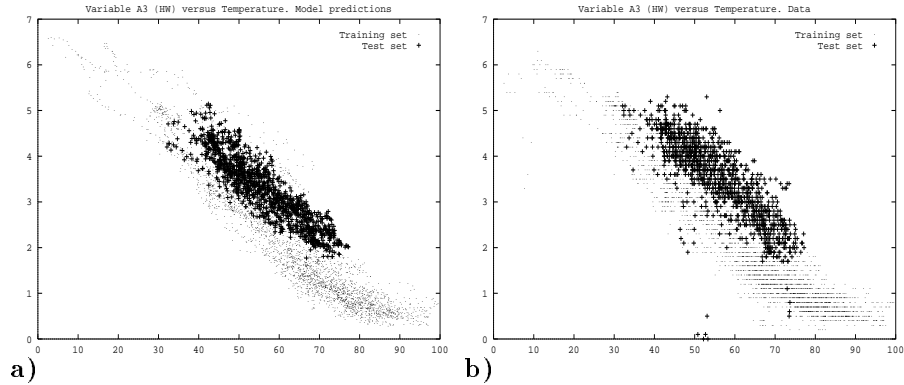 Variable A3 (HW) versus Temperature. Model predictions
7
6
5
4
3
2
1
0
0 10 20 30 40 50 60 70 80 90 100
Training set
Test set
a)
Variable A3 (HW) versus Temperature. Data
7
6
5
4
3
2
1
0
0 10 20 30 40 50 60 70 80 90 100
Training set
Test set
b)